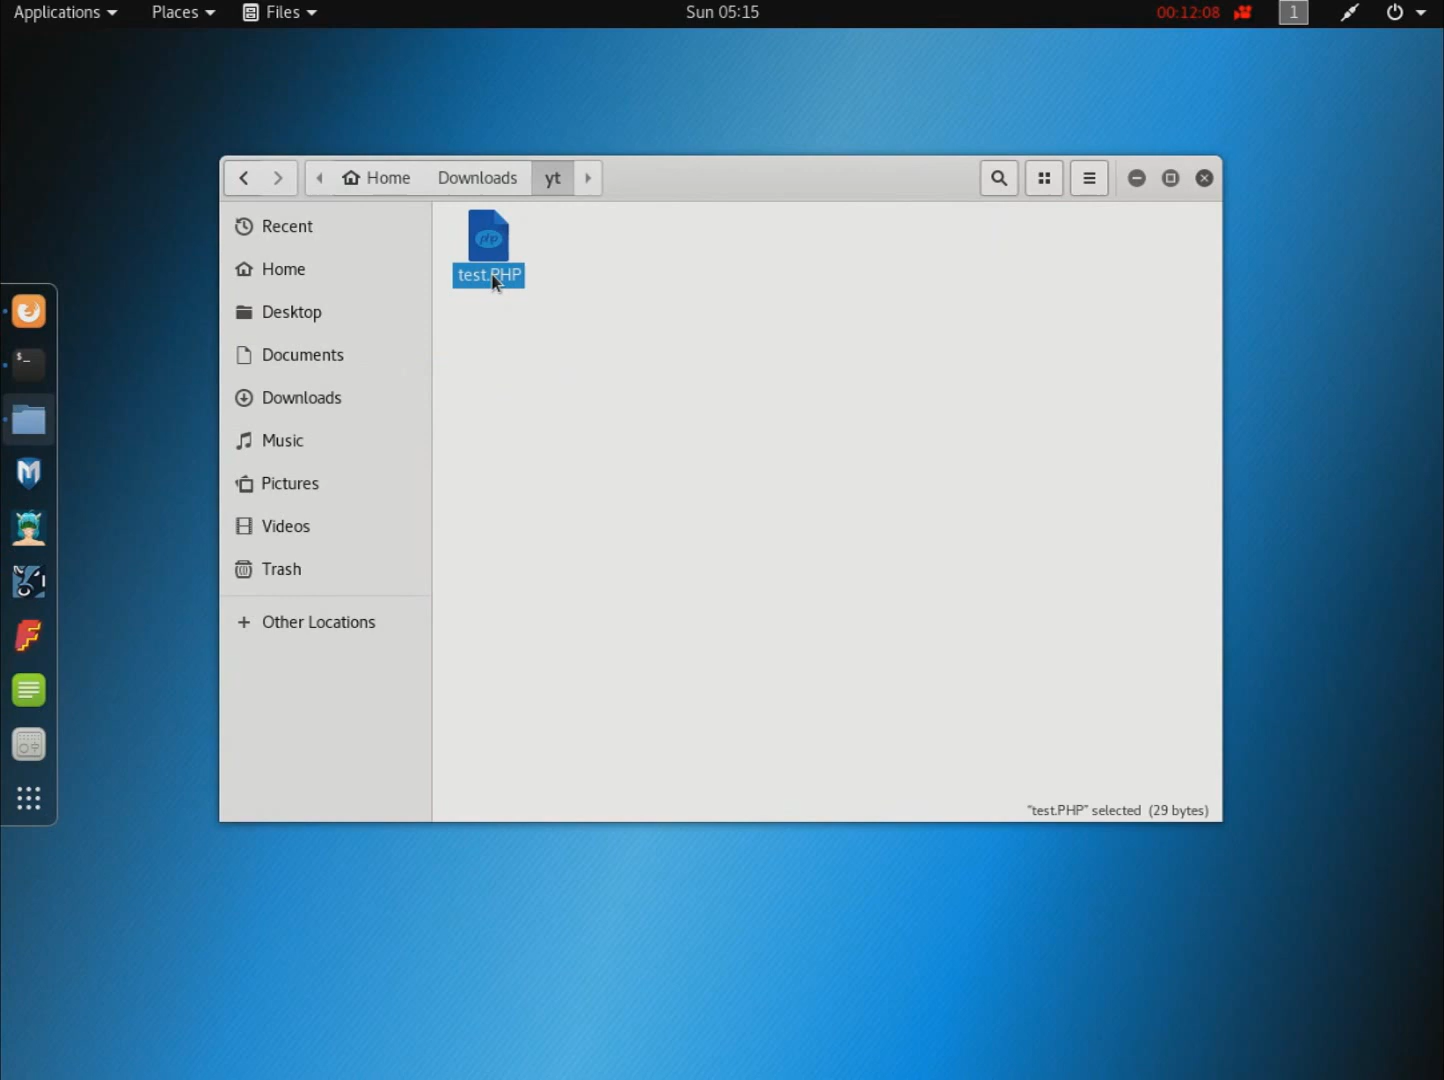 Applications Places Files Sun 05:15 00:12:08 1
Home Downloads yt
Recent
Home
Desktop
Documents
Downloads
Music
Pictures
Videos
Trash
+ Other Locations
php
test.PHP
"test.PHP" selected (29 bytes)
$_
M
F